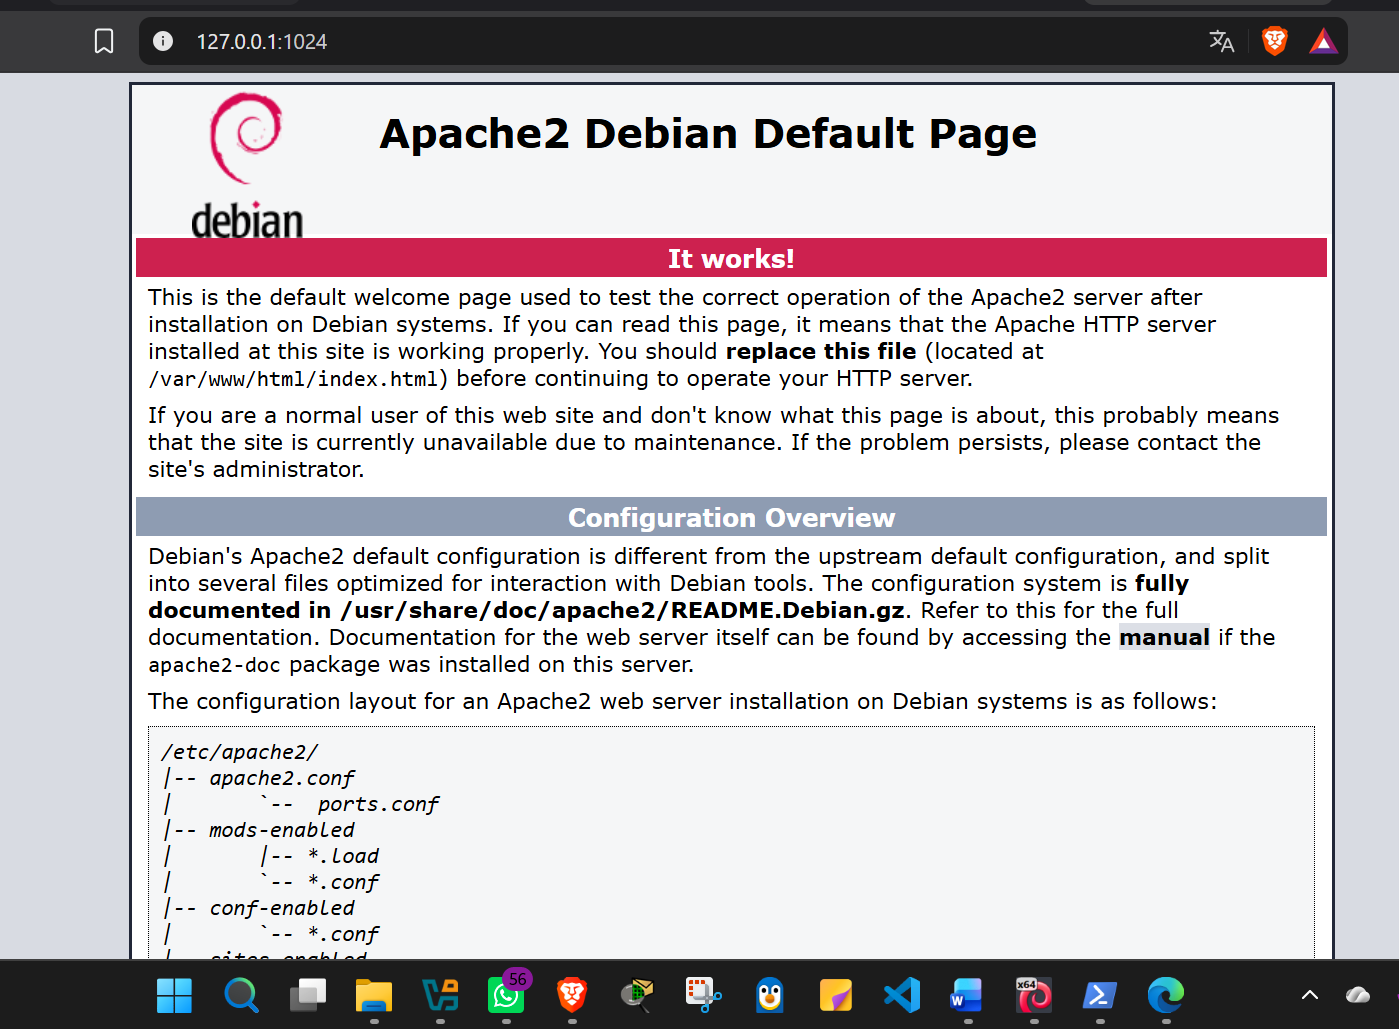 127.0.0.1:1024
debian
Apache2 Debian Default Page
It works!
This is the default welcome page used to test the correct operation of the Apache2 server after
installation on Debian systems. If you can read this page, it means that the Apache HTTP server
installed at this site is working properly. You should replace this file (located at
/var/www/html/index.html) before continuing to operate your HTTP server.
If you are a normal user of this web site and don't know what this page is about, this probably means
that the site is currently unavailable due to maintenance. If the problem persists, please contact the
site's administrator.
Configuration Overview
Debian's Apache2 default configuration is different from the upstream default configuration, and split
into several files optimized for interaction with Debian tools. The configuration system is fully
documented in /usr/share/doc/apache2/README.Debian.gz. Refer to this for the full
documentation. Documentation for the web server itself can be found by accessing the manual if the
apache2-doc package was installed on this server.
The configuration layout for an Apache2 web server installation on Debian systems is as follows:
/etc/apache2/
|-- apache2.conf
|       `--  ports.conf
|-- mods-enabled
|       |-- *.load
|       `-- *.conf
|-- conf-enabled
|       `-- *.conf
|-- sites-enabled
56
W
x64